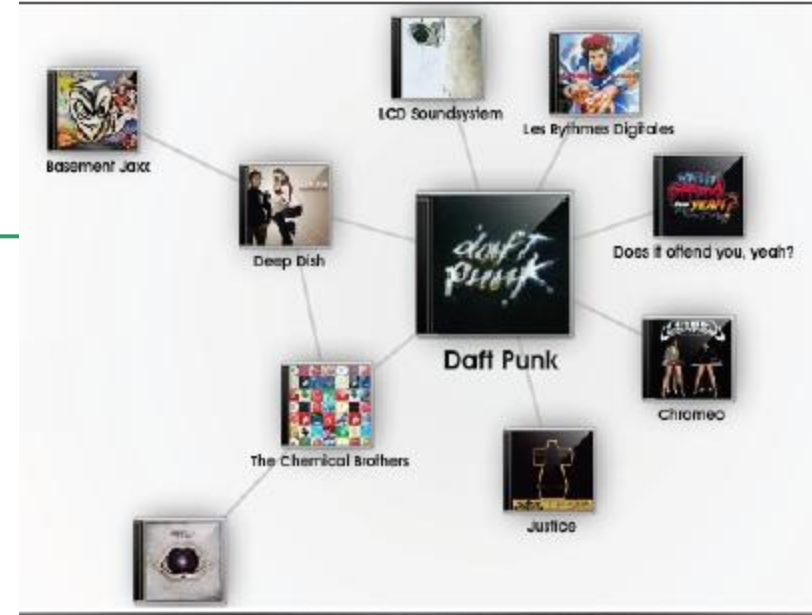 LCD Soundsystem
Les Rythmes Digitales
Basement Jaxx
Does it offend you, yeah?
Deep Dish
daft
punk
Daft Punk
Chromeo
The Chemical Brothers
Justice